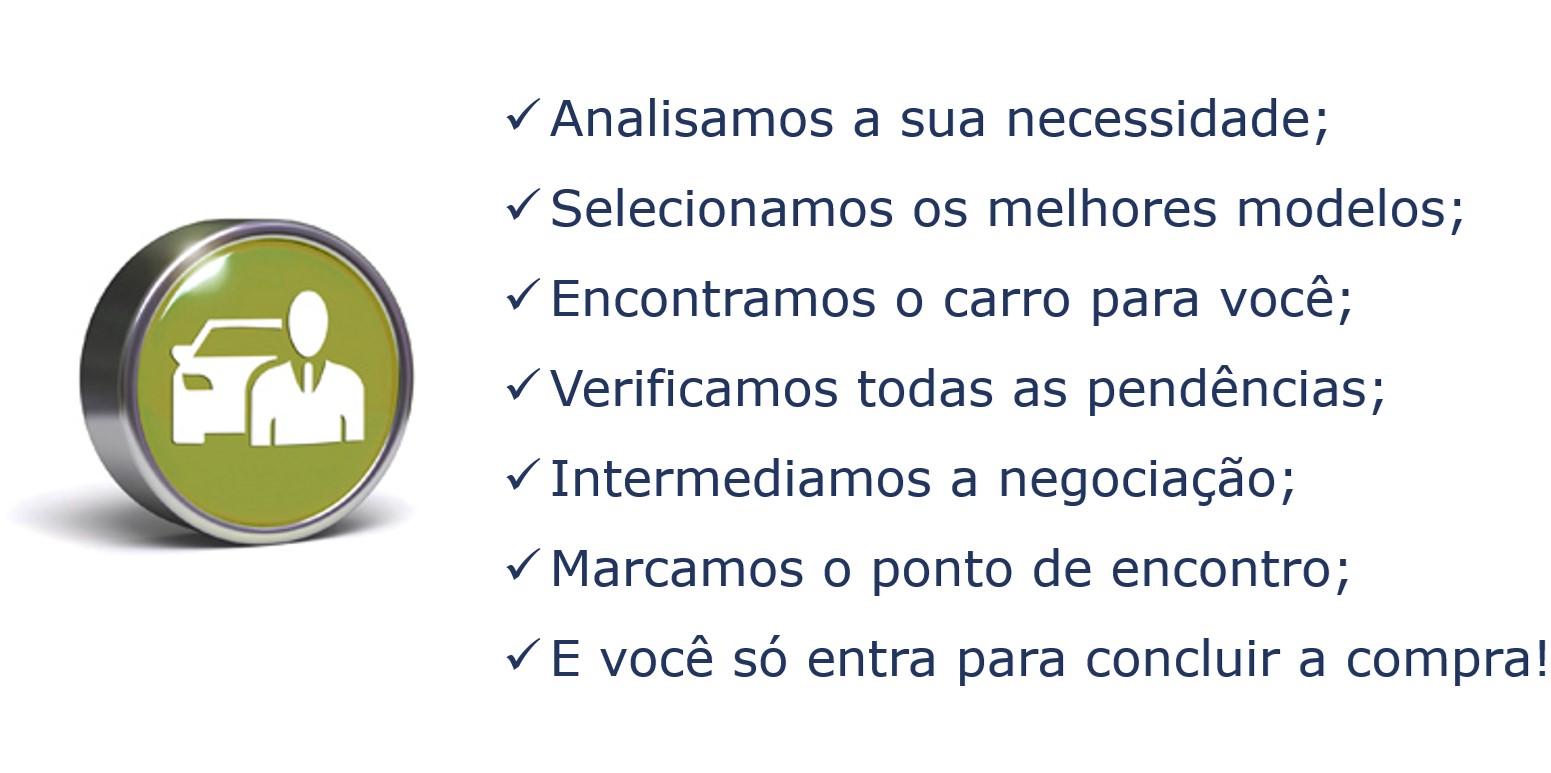 ✓ Analisamos a sua necessidade;
✓ Selecionamos os melhores modelos;
✓ Encontramos o carro para você;
✓ Verificamos todas as pendências;
✓ Intermediamos a negociação;
✓ Marcamos o ponto de encontro;
✓ E você só entra para concluir a compra!